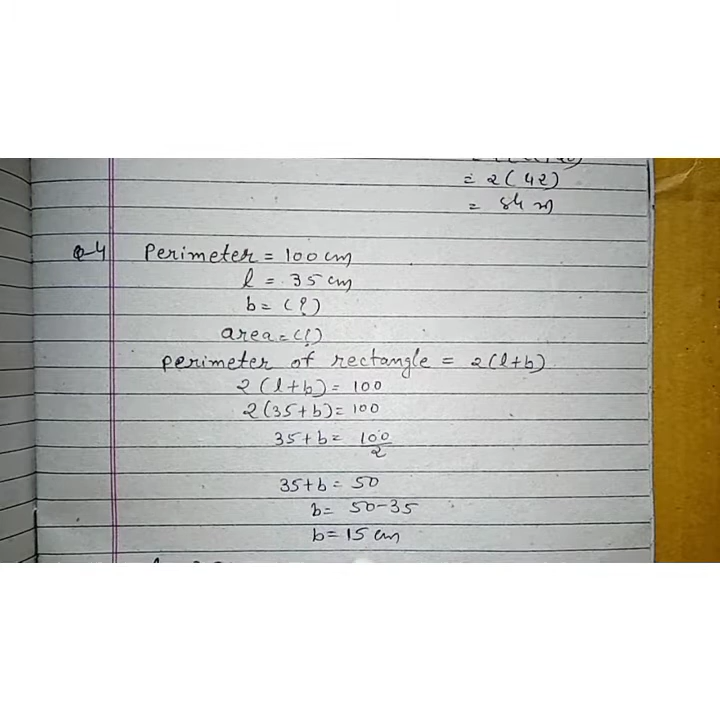 = 2(42)
= 84 m
Q-4 Perimeter = 100 cm
l = 35 cm
b = (?)
area = (?)
perimeter of rectangle = 2(l+b)
2(l+b) = 100
2(35+b) = 100
35+b = 100/2
35+b = 50
b = 50-35
b = 15 cm